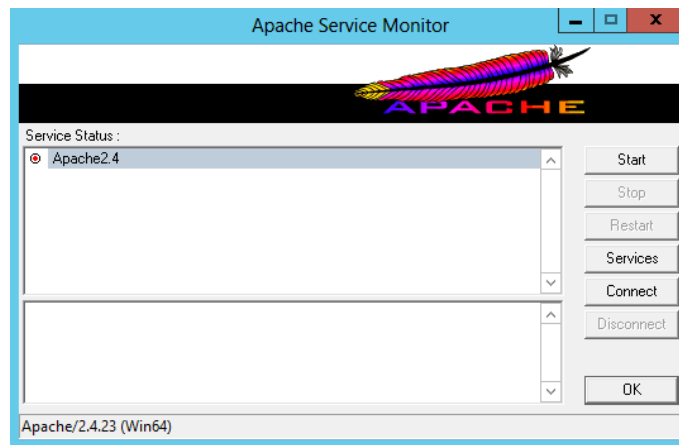 Apache Service Monitor
APACHE
Service Status :
Apache2.4
Start
Stop
Restart
Services
Connect
Disconnect
OK
Apache/2.4.23 (Win64)